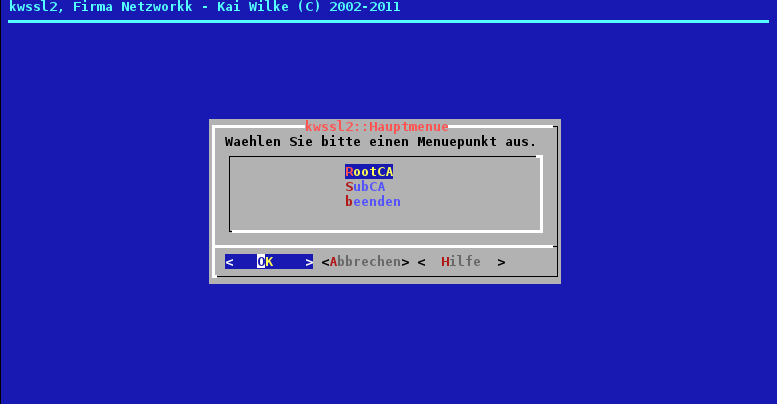 kwssl2, Firma Netzworkk - Kai Wilke (C) 2002-2011
kwssl2::Hauptmenue
Waehlen Sie bitte einen Menuepunkt aus.
RootCA
SubCA
beenden
< OK > <Abbrechen> < Hilfe >